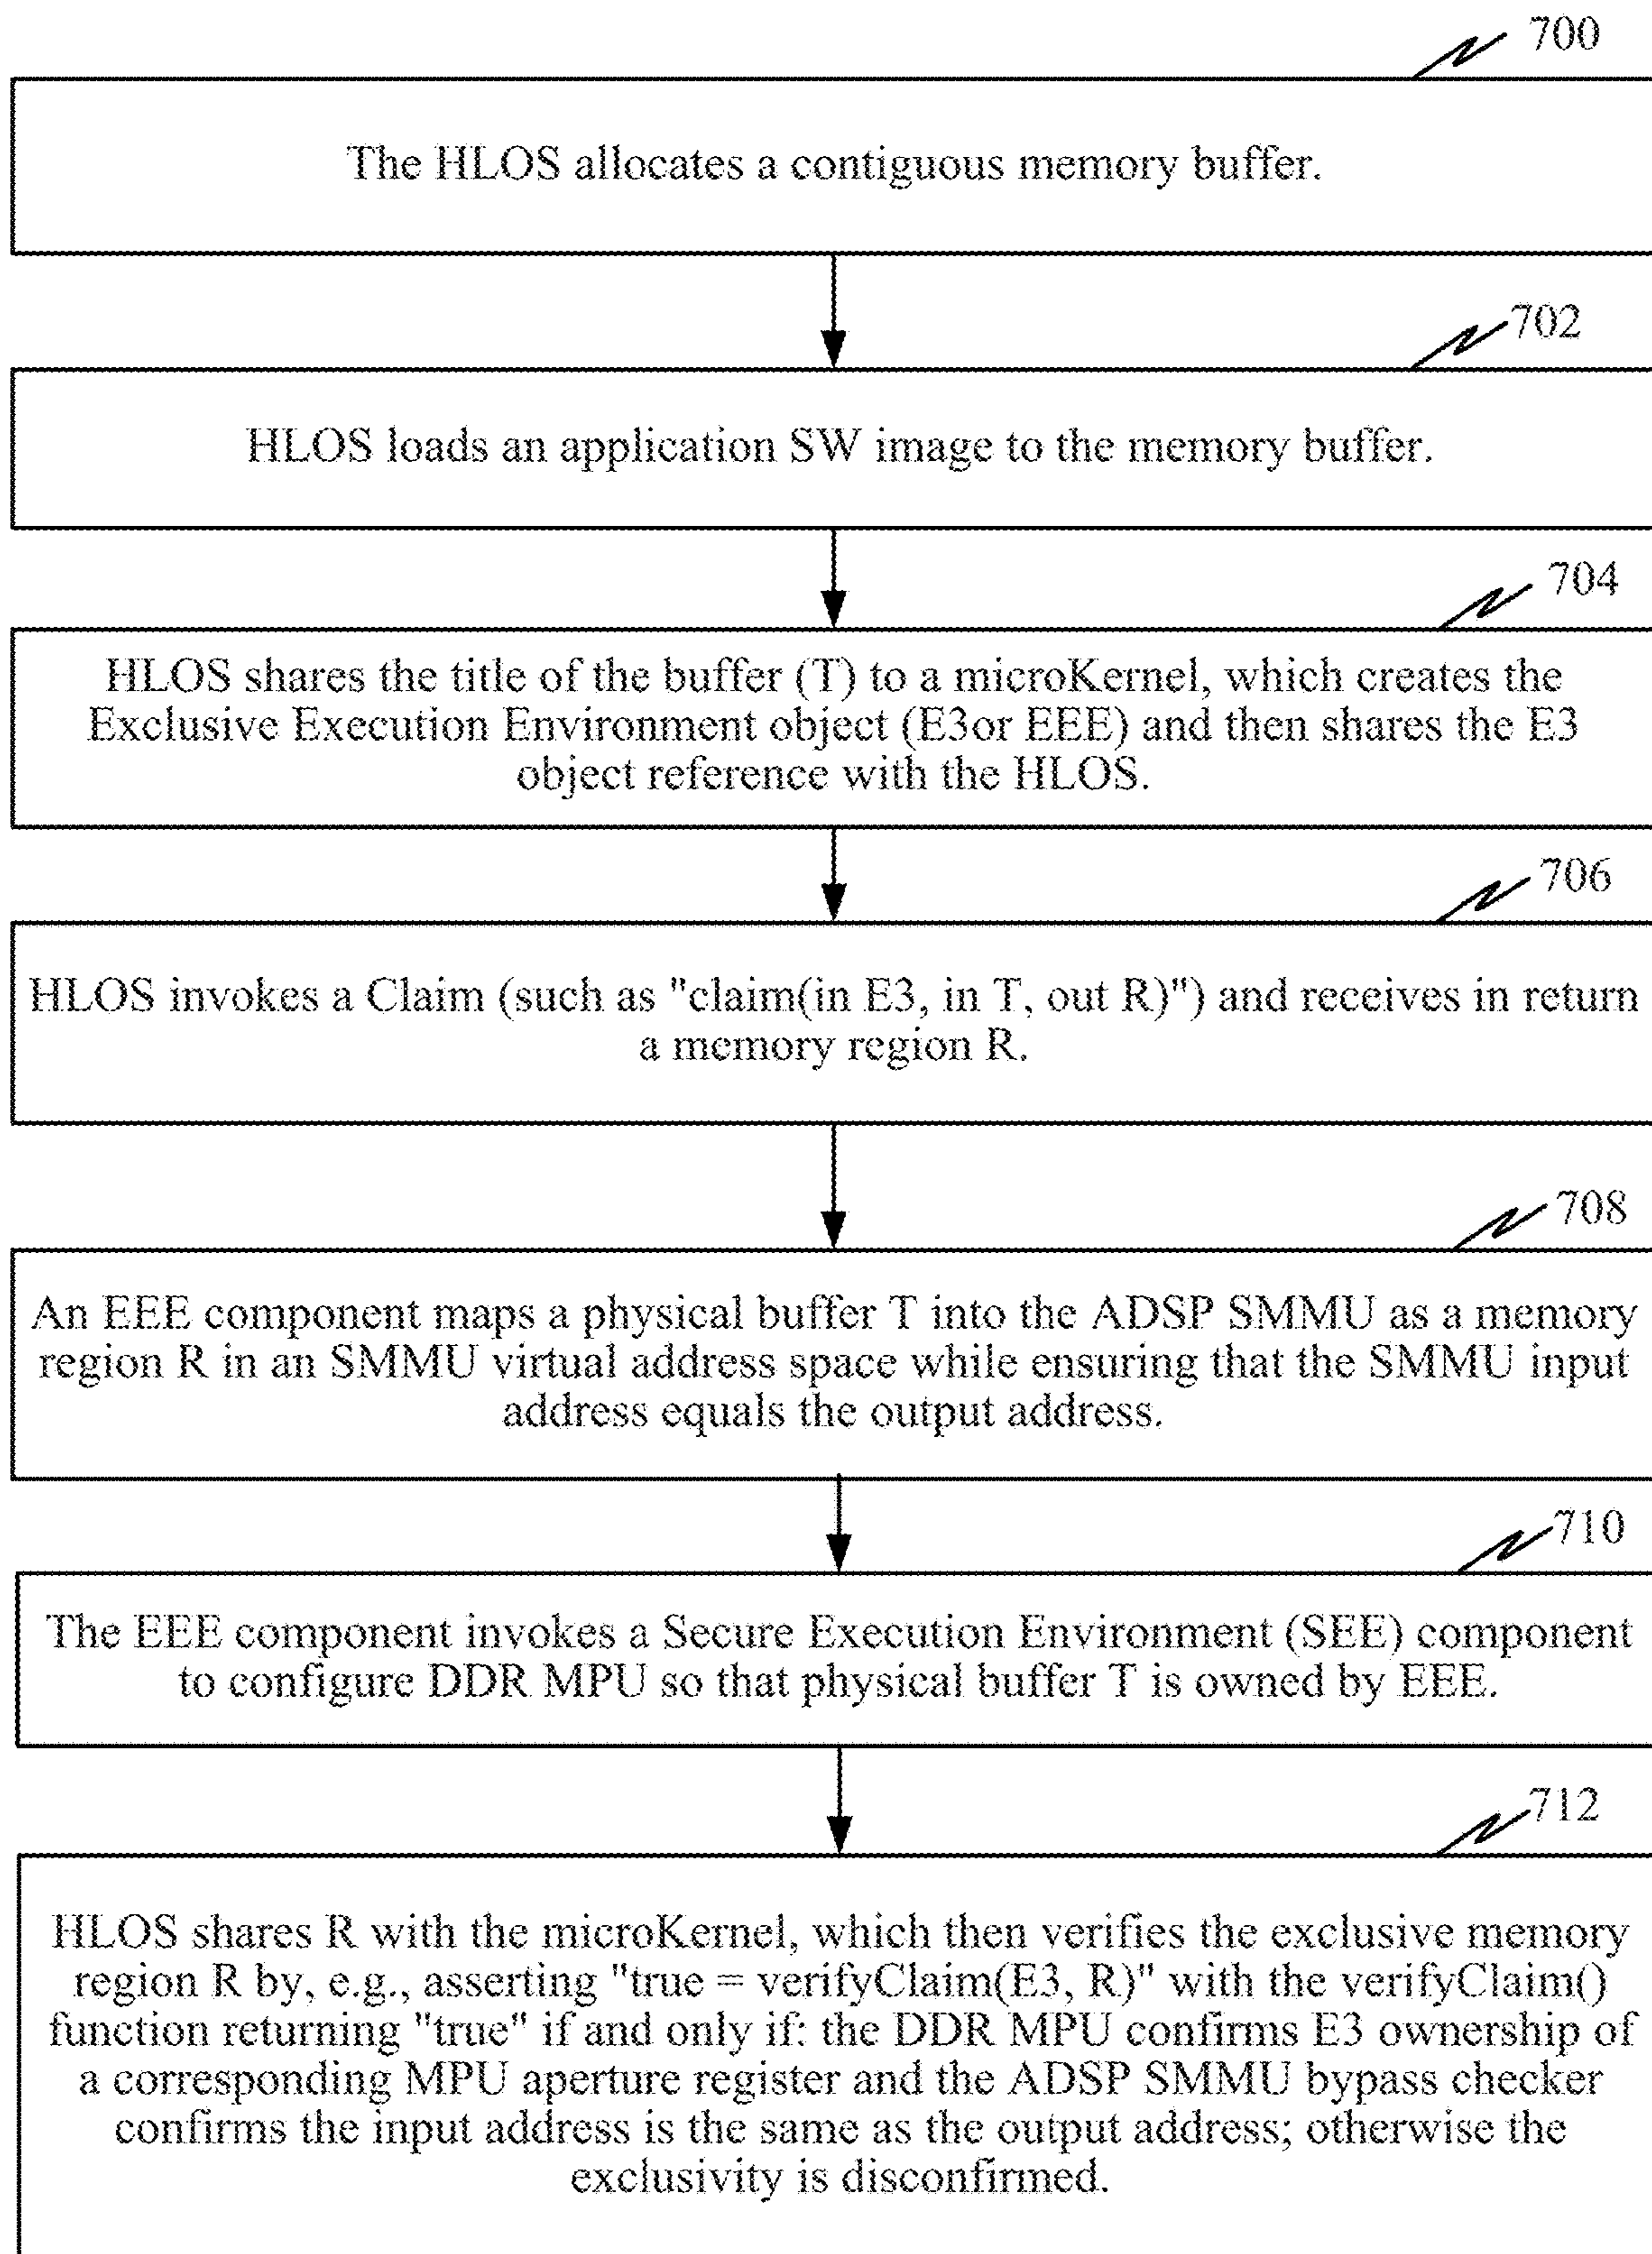 700
The HLOS allocates a contiguous memory buffer.
702
HLOS loads an application SW image to the memory buffer.
704
HLOS shares the title of the buffer (T) to a microKernel, which creates the
Exclusive Execution Environment object (E3or EEE) and then shares the E3
object reference with the HLOS.
706
HLOS invokes a Claim (such as "claim(in E3, in T, out R)") and receives in return
a memory region R.
708
An EEE component maps a physical buffer T into the ADSP SMMU as a memory
region R in an SMMU virtual address space while ensuring that the SMMU input
address equals the output address.
710
The EEE component invokes a Secure Execution Environment (SEE) component
to configure DDR MPU so that physical buffer T is owned by EEE.
712
HLOS shares R with the microKernel, which then verifies the exclusive memory
region R by, e.g., asserting "true = verifyClaim(E3, R)" with the verifyClaim()
function returning "true" if and only if: the DDR MPU confirms E3 ownership of
a corresponding MPU aperture register and the ADSP SMMU bypass checker
confirms the input address is the same as the output address; otherwise the
exclusivity is disconfirmed.